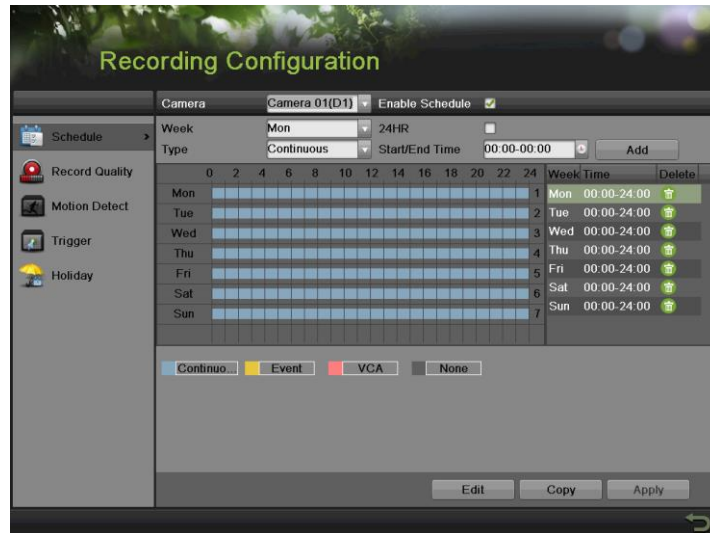 Recording Configuration
Camera Camera 01(D1) Enable Schedule
Schedule > Week Mon 24HR
Type Continuous Start/End Time 00:00-00:00 Add
Record Quality 0 2 4 6 8 10 12 14 16 18 20 22 24 Week Time Delete
Mon 1 Mon 00:00-24:00
Motion Detect Tue 2 Tue 00:00-24:00
Wed 3 Wed 00:00-24:00
Trigger Thu 4 Thu 00:00-24:00
Holiday Fri 5 Fri 00:00-24:00
Sat 6 Sat 00:00-24:00
Sun 7 Sun 00:00-24:00
Continuo... Event VCA None
Edit Copy Apply